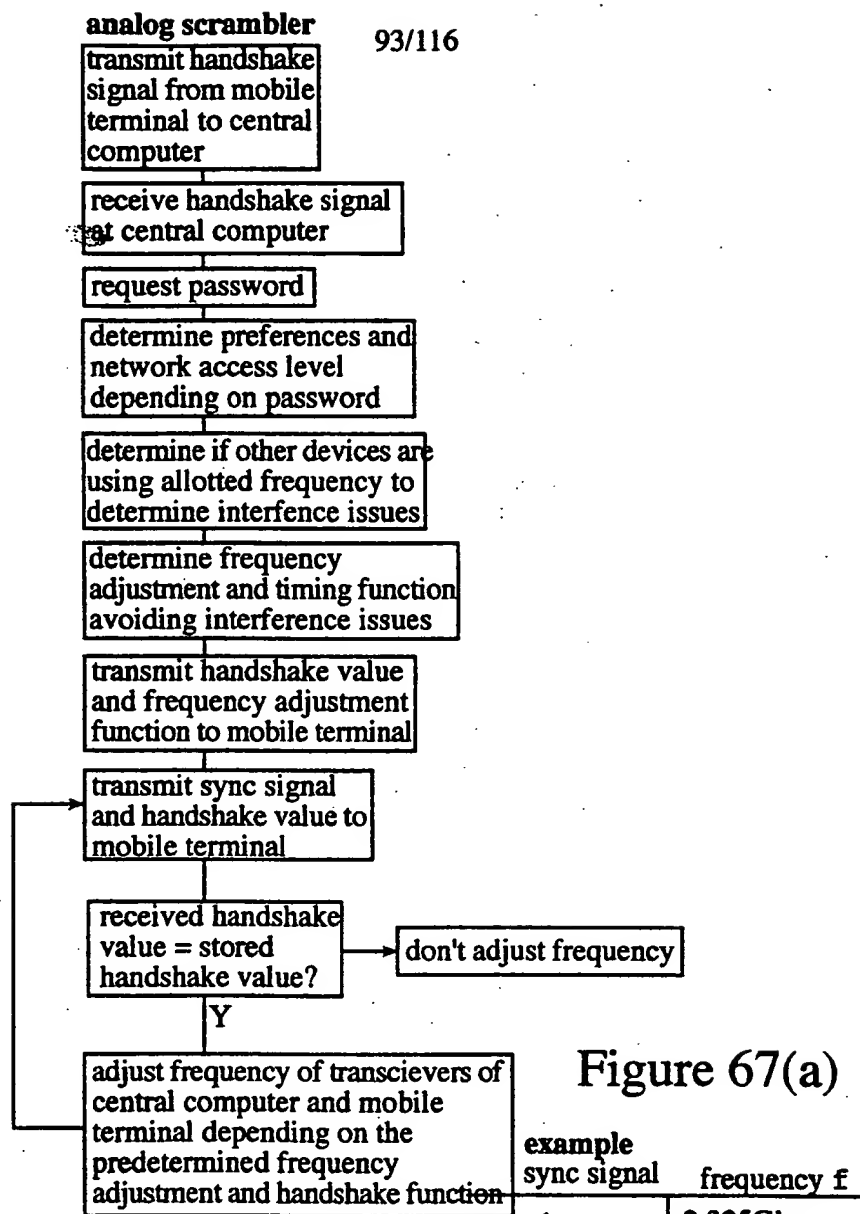 analog scrambler
93/116
transmit handshake
signal from mobile
terminal to central
computer
receive handshake signal
at central computer
request password
determine preferences and
network access level
depending on password
determine if other devices are
using allotted frequency to
determine interfence issues
determine frequency
adjustment and timing function
avoiding interference issues
transmit handshake value
and frequency adjustment
function to mobile terminal
transmit sync signal
and handshake value to
mobile terminal
received handshake
value = stored
handshake value?
don't adjust frequency
Y
adjust frequency of transcievers of
central computer and mobile
terminal depending on the
predetermined frequency
adjustment and handshake function
Figure 67(a)
example
sync signal
frequency f